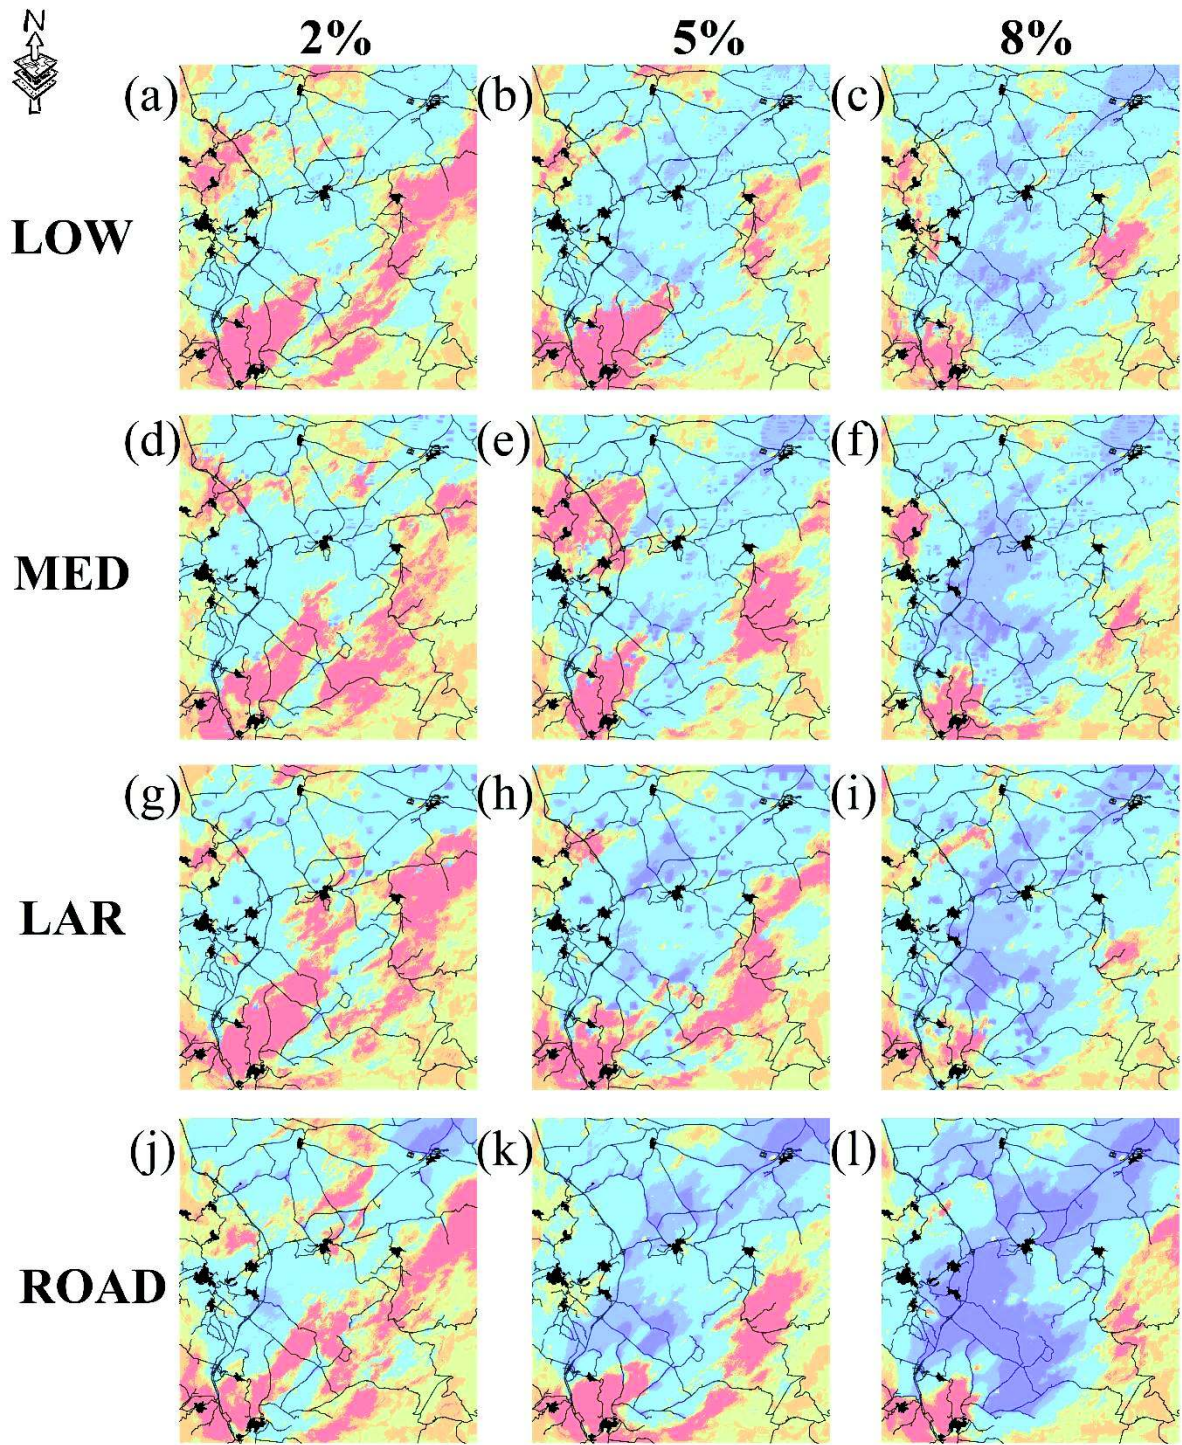 N
2% 5% 8%
(a) (b) (c)
LOW
(d) (e) (f)
MED
(g) (h) (i)
LAR
(j) (k) (l)
ROAD